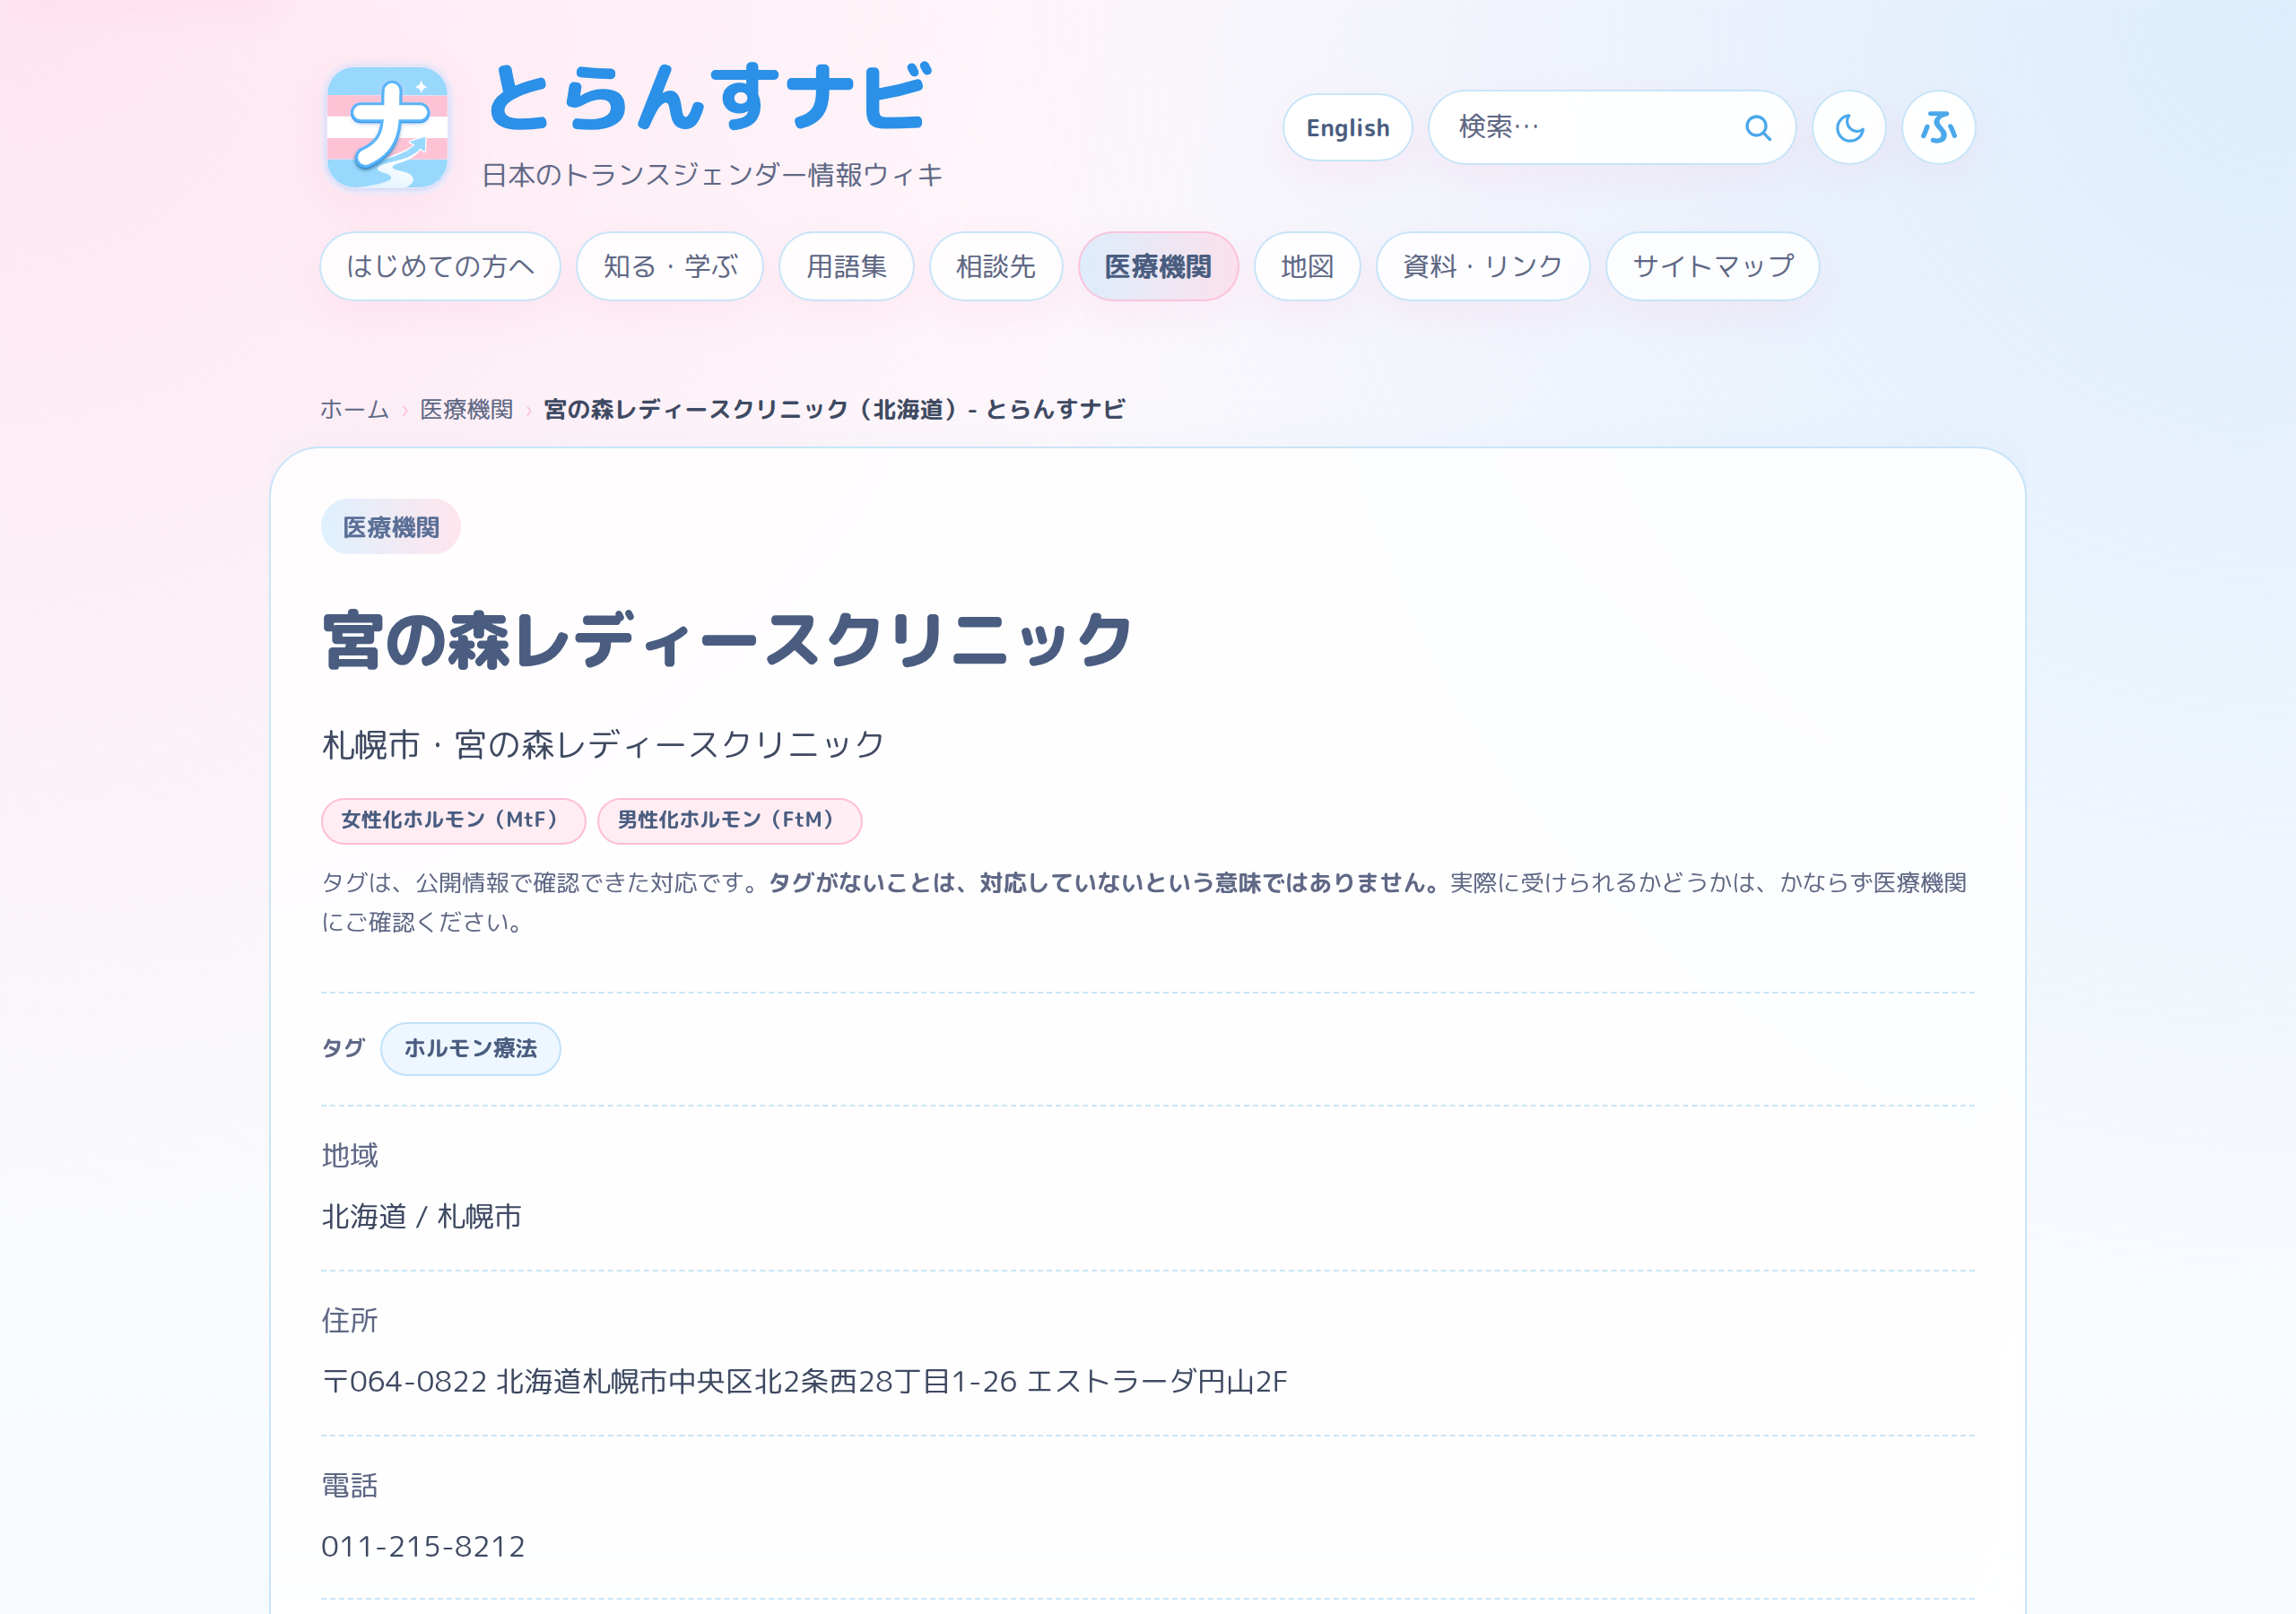 ナ
とらんすナビ
日本のトランスジェンダー情報ウィキ
English
検索…
ふ
はじめての方へ
知る・学ぶ
用語集
相談先
医療機関
地図
資料・リンク
サイトマップ
ホーム › 医療機関 › 宮の森レディースクリニック（北海道）- とらんすナビ
医療機関
宮の森レディースクリニック
札幌市・宮の森レディースクリニック
女性化ホルモン（MtF）
男性化ホルモン（FtM）
タグは、公開情報で確認できた対応です。タグがないことは、対応していないという意味ではありません。実際に受けられるかどうかは、かならず医療機関
にご確認ください。
タグ ホルモン療法
地域
北海道 / 札幌市
住所
〒064-0822 北海道札幌市中央区北2条西28丁目1-26 エストラーダ円山2F
電話
011-215-8212